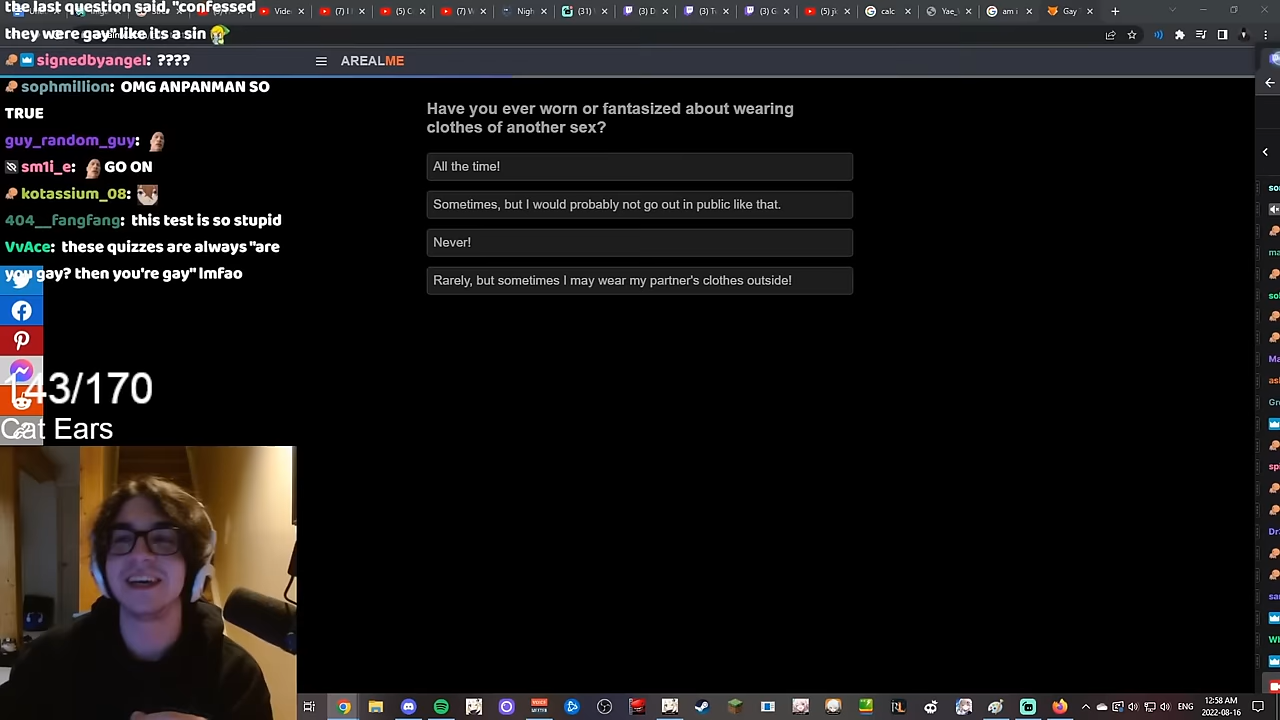 the last question said, "confessed
they were gay" like its a sin
signedbyangel: ????
sophmillion: OMG ANPANMAN SO
TRUE
guy_random_guy:
sm1i_e: GO ON
kotassium_08:
404__fangfang: this test is so stupid
VvAce: these quizzes are always "are
you gay? then you're gay" lmfao
143/170
Cat Ears
AREALME
Have you ever worn or fantasized about wearing
clothes of another sex?
All the time!
Sometimes, but I would probably not go out in public like that.
Never!
Rarely, but sometimes I may wear my partner's clothes outside!
ENG
12:58 AM
2022-08-16